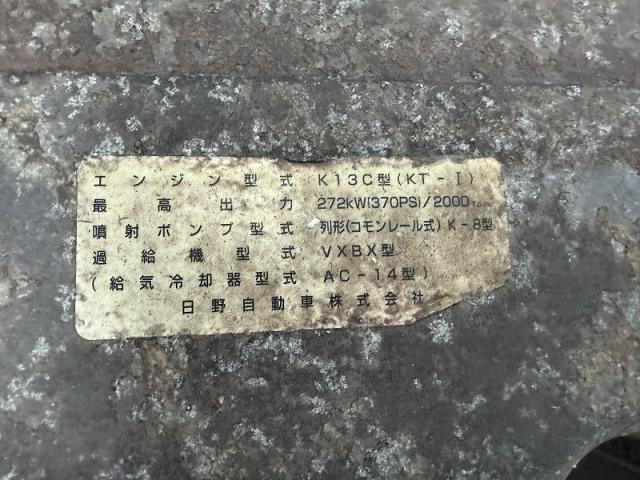 エンジン型式 K13C型(KT-I)
最高出力 272kW(370PS)/2000rpm
噴射ポンプ型式 列形(コモンレール式)K-8型
過給機型式 VXBX型
(給気冷却器型式 AC-14型)
日野自動車株式会社